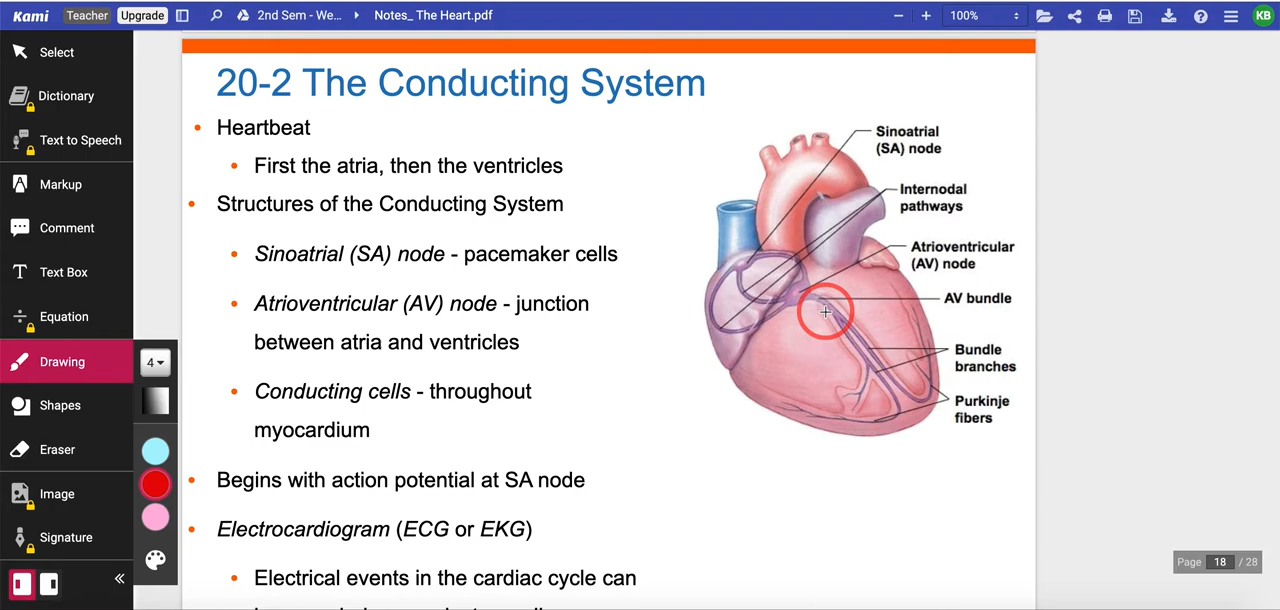 Kami Teacher Upgrade 2nd Sem - We... Notes_ The Heart.pdf 100% KB
Select
Dictionary
Text to Speech
Markup
Comment
Text Box
Equation
Drawing
4
Shapes
Eraser
Image
Signature
20-2 The Conducting System
• Heartbeat
• First the atria, then the ventricles
• Structures of the Conducting System
• Sinoatrial (SA) node - pacemaker cells
• Atrioventricular (AV) node - junction
between atria and ventricles
• Conducting cells - throughout
myocardium
• Begins with action potential at SA node
• Electrocardiogram (ECG or EKG)
• Electrical events in the cardiac cycle can
Sinoatrial
(SA) node
Internodal
pathways
Atrioventricular
(AV) node
AV bundle
Bundle
branches
Purkinje
fibers
Page 18 / 28